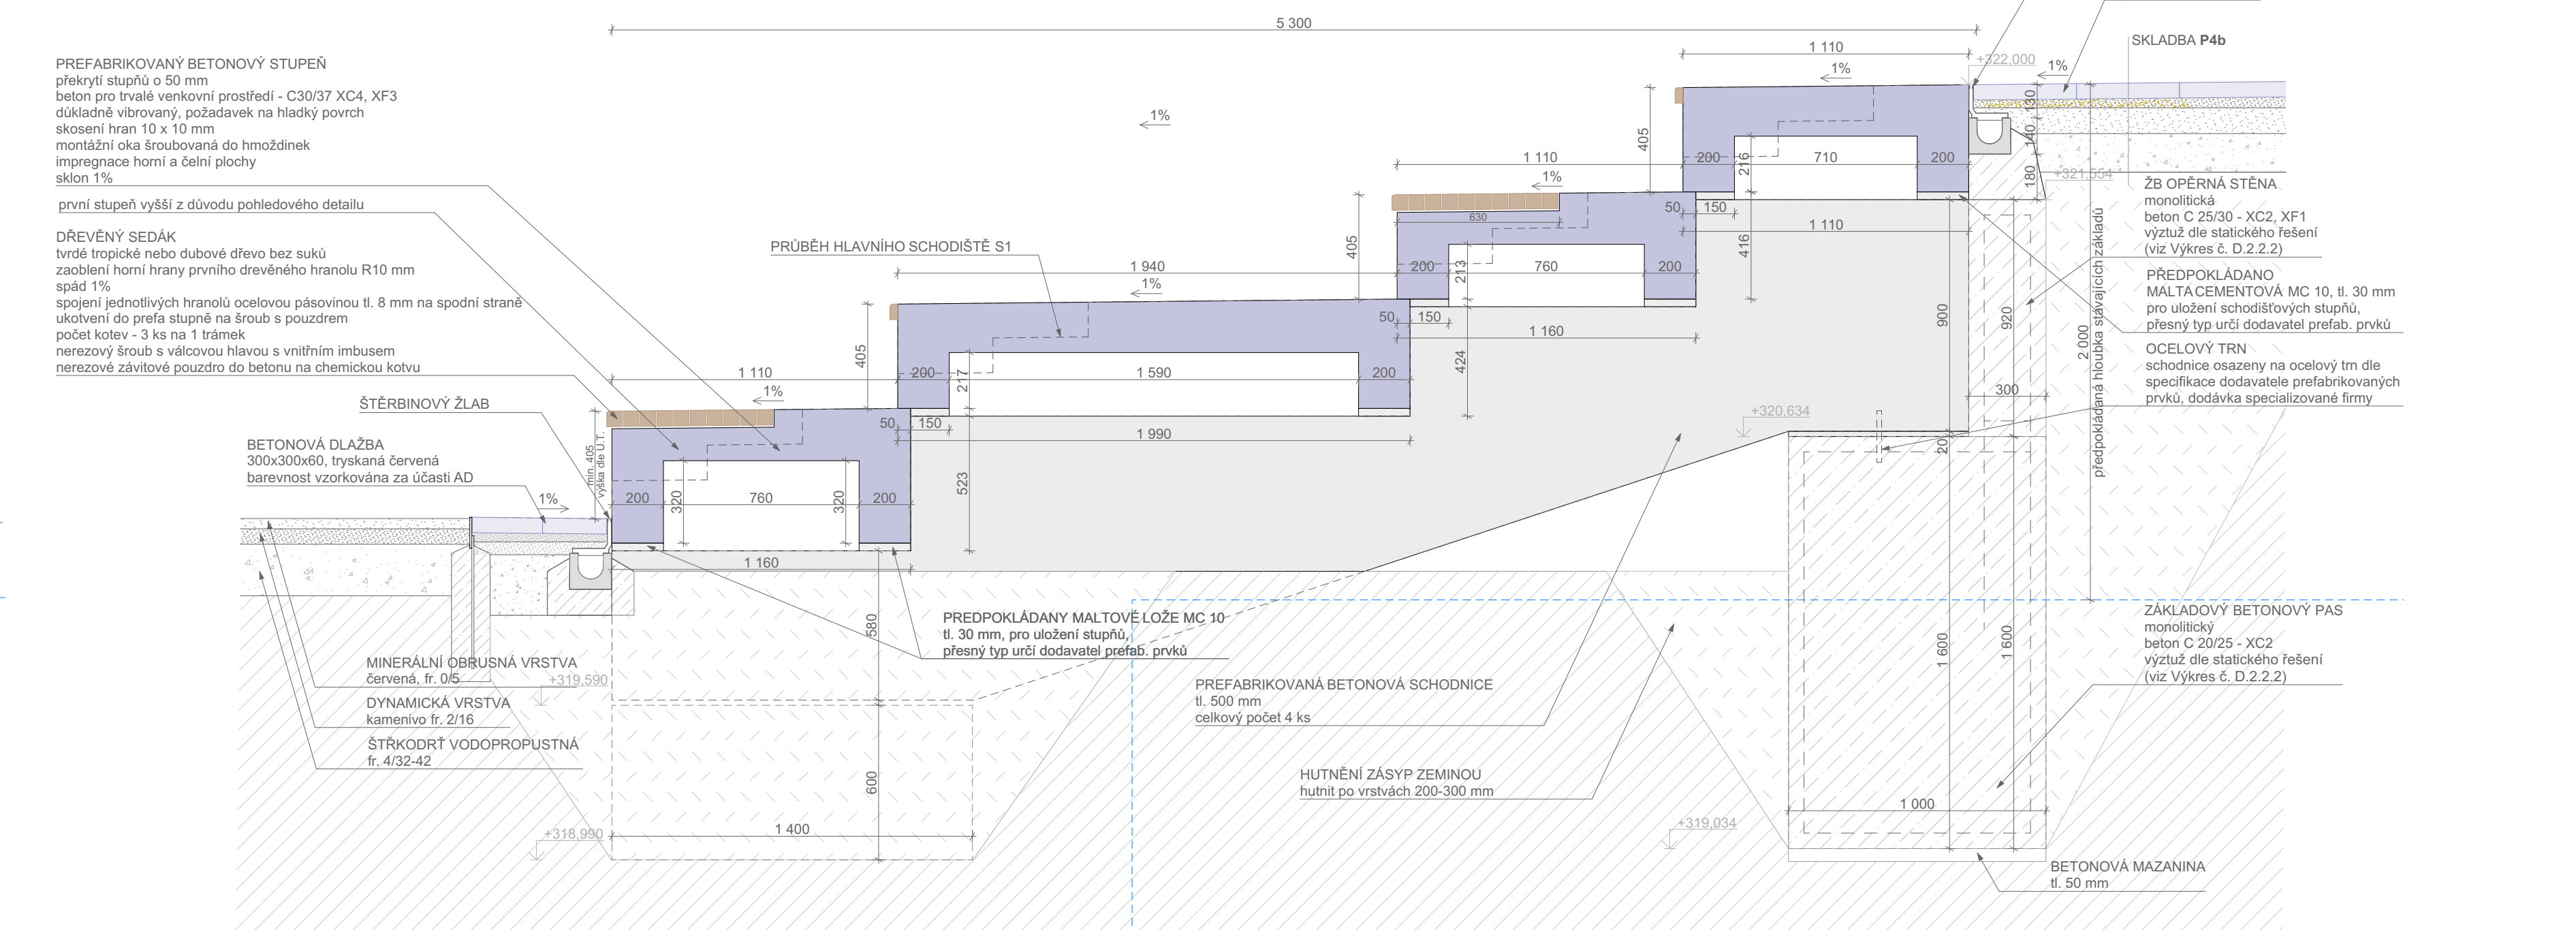 5 300
PREFABRIKOVANÝ BETONOVÝ STUPEŇ
překrytí stupňů o 50 mm
beton pro trvalé venkovní prostředí - C30/37 XC4, XF3
důkladně vibrovaný, požadavek na hladký povrch
skosení hran 10 x 10 mm
montážní oka šroubovaná do hmoždinek
impregnace horní a čelní plochy
sklon 1%
první stupeň vyšší z důvodu pohledového detailu
DŘEVĚNÝ SEDÁK
tvrdé tropické nebo dubové dřevo bez suků
zaoblení horní hrany prvního drevěného hranolu R10 mm
spád 1%
spojení jednotlivých hranolů ocelovou pásovinou tl. 8 mm na spodní straně
ukotvení do prefa stupně na šroub s pouzdrem
počet kotev - 3 ks na 1 trámek
nerezový šroub s válcovou hlavou s vnitřním imbusem
nerezové závitové pouzdro do betonu na chemickou kotvu
ŠTĚRBINOVÝ ŽLAB
BETONOVÁ DLAŽBA
300x300x60, tryskaná červená
barevnost vzorkována za účasti AD
1%
min. 405
výška dle U.T.
1 110
1%
200
760
200
320
320
1 160
PRŮBĚH HLAVNÍHO SCHODIŠTĚ S1
1%
1 940
1%
405
200
1 590
200
217
50
150
1 990
523
1 110
1%
405
630
200
760
200
213
50
150
1 160
424
1 110
1%
405
200
710
200
216
50
150
1 110
416
+322,000
1%
SKLADBA P4b
130
140
180
+321,554
ŽB OPĚRNÁ STĚNA
monolitická
beton C 25/30 - XC2, XF1
výztuž dle statického řešení
(viz Výkres č. D.2.2.2)
PŘEDPOKLÁDANO
MALTA CEMENTOVÁ MC 10, tl. 30 mm
pro uložení schodišťových stupňů,
přesný typ určí dodavatel prefab. prvků
OCELOVÝ TRN
schodnice osazeny na ocelový trn dle
specifikace dodavatele prefabrikovaných
prvků, dodávka specializované firmy
900
920
2 000
předpokládaná hloubka stávajících základů
300
+320,634
20
1 600
1 600
1 000
580
600
1 400
+319,590
+318,990
+319,034
PREDPOKLÁDANY MALTOVÉ LOŽE MC 10
tl. 30 mm, pro uložení stupňů,
přesný typ určí dodavatel prefab. prvků
MINERÁLNÍ OBRUSNÁ VRSTVA
červená, fr. 0/5
DYNAMICKÁ VRSTVA
kamenivo fr. 2/16
ŠTŘKODRŤ VODOPROPUSTNÁ
fr. 4/32-42
PREFABRIKOVANÁ BETONOVÁ SCHODNICE
tl. 500 mm
celkový počet 4 ks
HUTNĚNÍ ZÁSYP ZEMINOU
hutnit po vrstvách 200-300 mm
ZÁKLADOVÝ BETONOVÝ PAS
monolitický
beton C 20/25 - XC2
výztuž dle statického řešení
(viz Výkres č. D.2.2.2)
BETONOVÁ MAZANINA
tl. 50 mm